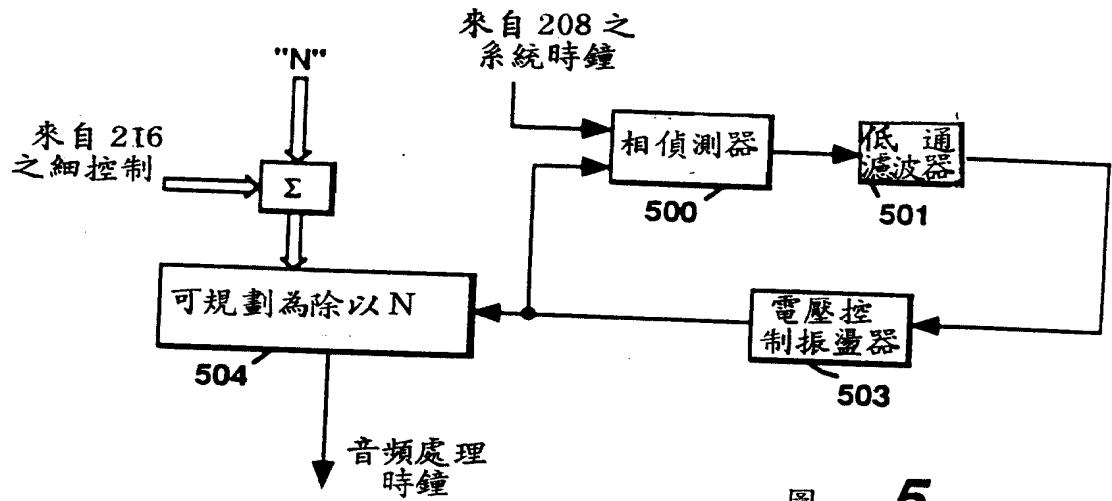 "N"
來自 208 之
系統時鐘
來自 216
之細控制
Σ
相偵測器
500
低通
濾波器
501
可規劃為除以 N
504
電壓控
制振盪器
503
音頻處理
時鐘
圖 5